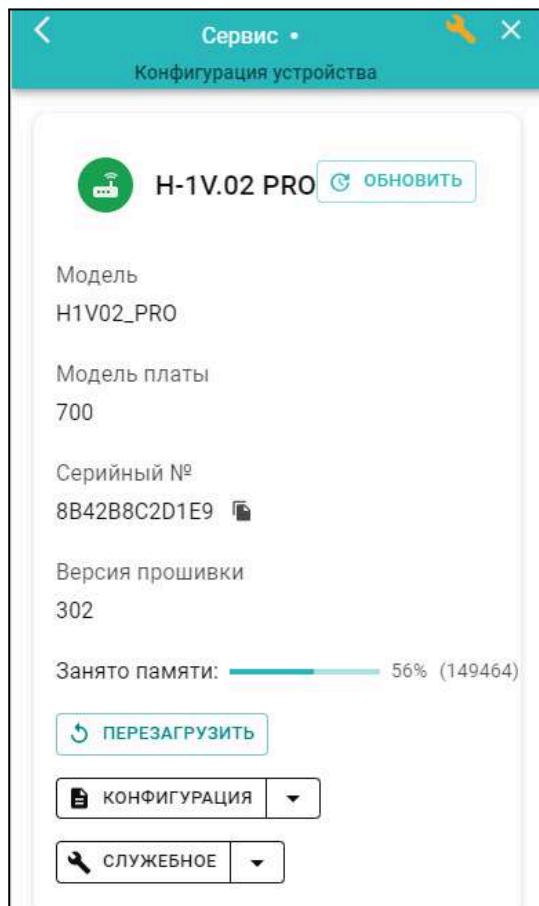 Сервис •
Конфигурация устройства
H-1V.02 PRO ОБНОВИТЬ
Модель
H1V02_PRO
Модель платы
700
Серийный №
8B42B8C2D1E9
Версия прошивки
302
Занято памяти: 56% (149464)
ПЕРЕЗАГРУЗИТЬ
КОНФИГУРАЦИЯ
СЛУЖЕБНОЕ